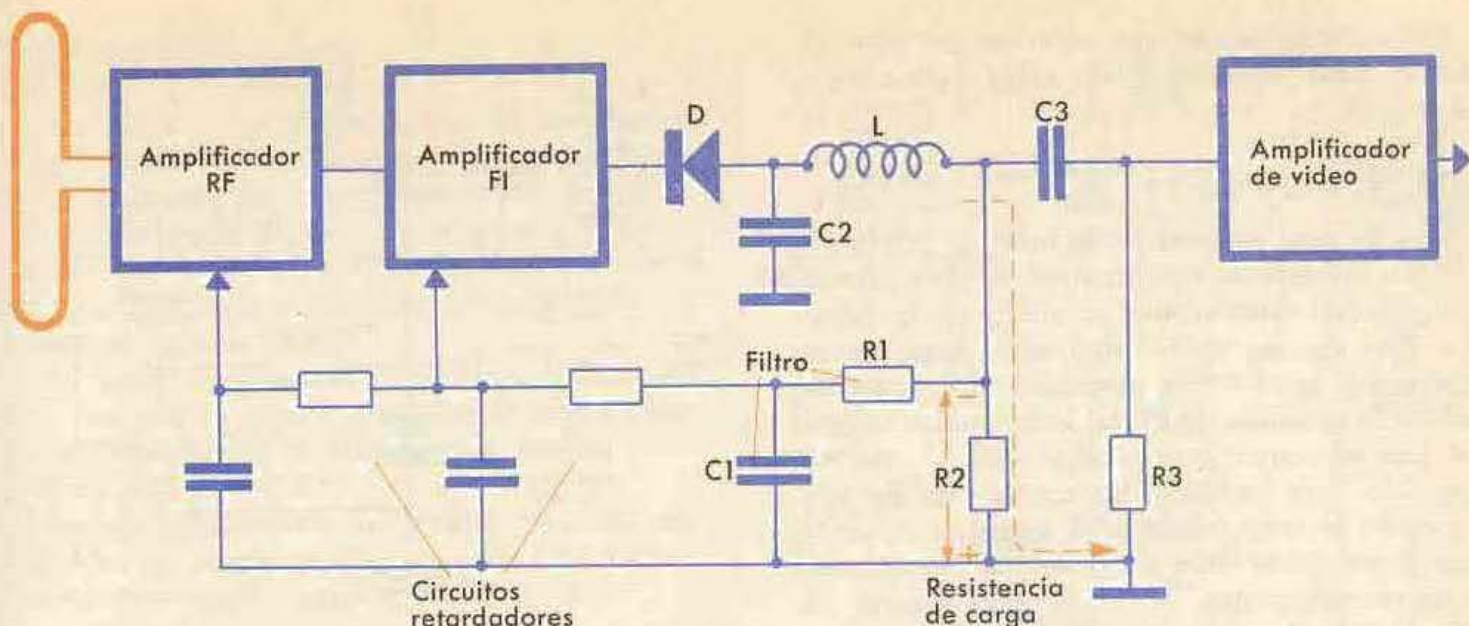 Amplificador
RF
Amplificador
FI
D
L
C3
Amplificador
de video
C2
Filtro
R1
C1
R2
R3
Circuitos
retardadores
Resistencia
de carga